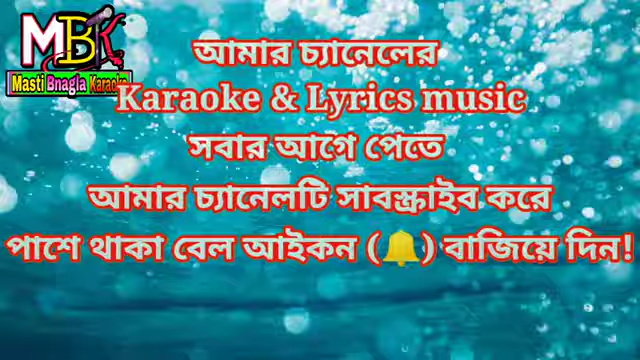 MBK
Masti Bnagla Karaoke
আমার চ্যানেলের
Karaoke & Lyrics music
সবার আগে পেতে
আমার চ্যানেলটি সাবস্ক্রাইব করে
পাশে থাকা বেল আইকন (🔔) বাজিয়ে দিন!